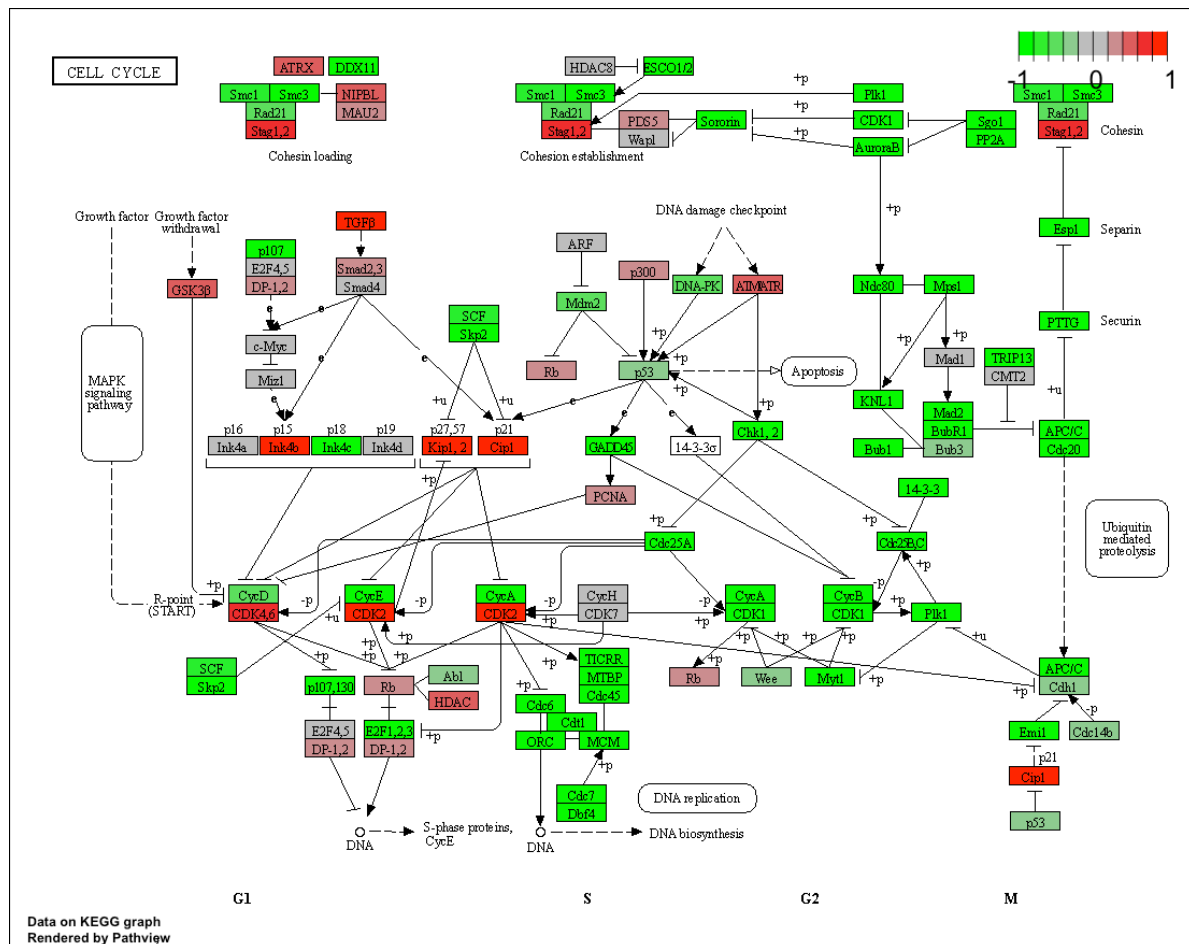 CELL CYCLE
ATRX
DDX11
Smc1
Smc3
NIPBL
Rad21
MAU2
Stag1,2
Cohesin loading
HDAC8
ESCO1/2
Smc1
Smc3
Rad21
Stag1,2
PDS5
Wapl
Sororin
Cohesion establishment
+p
Plk1
+p
CDK1
+p
AuroraB
Sgo1
PP2A
-1
0
1
Smc1
Smc3
Rad21
Stag1,2
Cohesin
Growth factor
Growth factor
withdrawal
GSK3β
MAPK
signaling
pathway
R-point
(START)
TGFβ
p107
E2F4,5
DP-1,2
Smad2,3
Smad4
e
e
c-Myc
Miz1
e
e
e
SCF
Skp2
+u
+u
p16
Ink4a
p15
Ink4b
p18
Ink4c
p19
Ink4d
p27,57
Kip1, 2
p21
Cip1
+p
DNA damage checkpoint
ARF
Mdm2
Rb
p300
DNA-PK
ATM/ATR
+p
+p
+p
+p
e
p53
+p
Apoptosis
e
e
e
GADD45
14-3-3σ
Chk1, 2
PCNA
+p
Ndc80
Mps1
+p
+p
Mad1
TRIP13
CMT2
KNL1
Mad2
BubR1
Bub1
Bub3
Esp1
Separin
PTTG
Securin
+u
APC/C
Cdc20
14-3-3
Ubiquitin
mediated
proteolysis
+p
Cdc25A
+p
Cdc25B,C
+p
CycD
CDK4,6
-p
CycE
CDK2
-p
CycA
CDK2
-p
CycH
CDK7
-p
CycA
CDK1
-p
CycB
CDK1
+p
+p
Plk1
+u
+u
+p
+p
+p
+p
+p
+p
+p
+p
+p
+p
+p
SCF
Skp2
p107,130
Rb
Abl
HDAC
E2F4,5
DP-1,2
E2F1,2,3
DP-1,2
+p
TICRR
MTBP
Cdc45
Cdc6
Cdt1
ORC
MCM
+p
Cdc7
Dbf4
Rb
Wee
Myt1
APC/C
Cdh1
-p
Emi1
Cdc14b
p21
Cip1
p53
DNA replication
DNA
S-phase proteins,
CycE
DNA
DNA biosynthesis
G1
S
G2
M
Data on KEGG graph
Rendered by Pathview